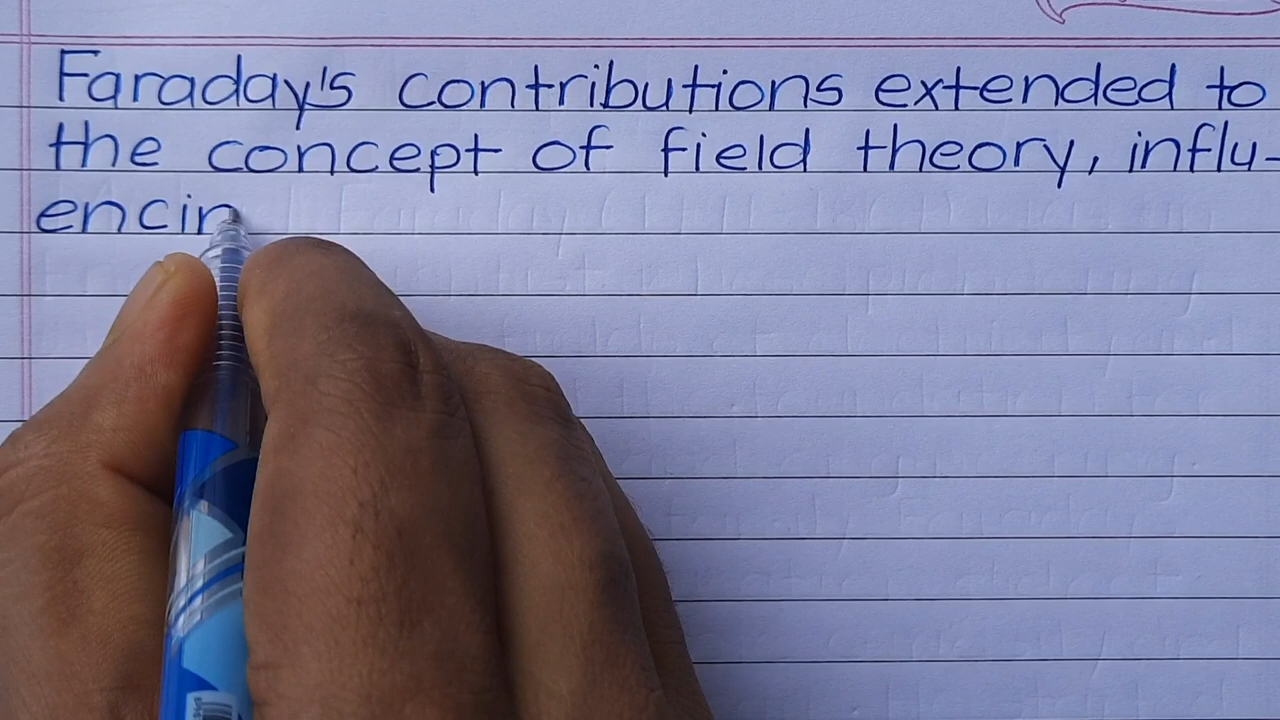 Faraday's contributions extended to
the concept of field theory, influ-
encin